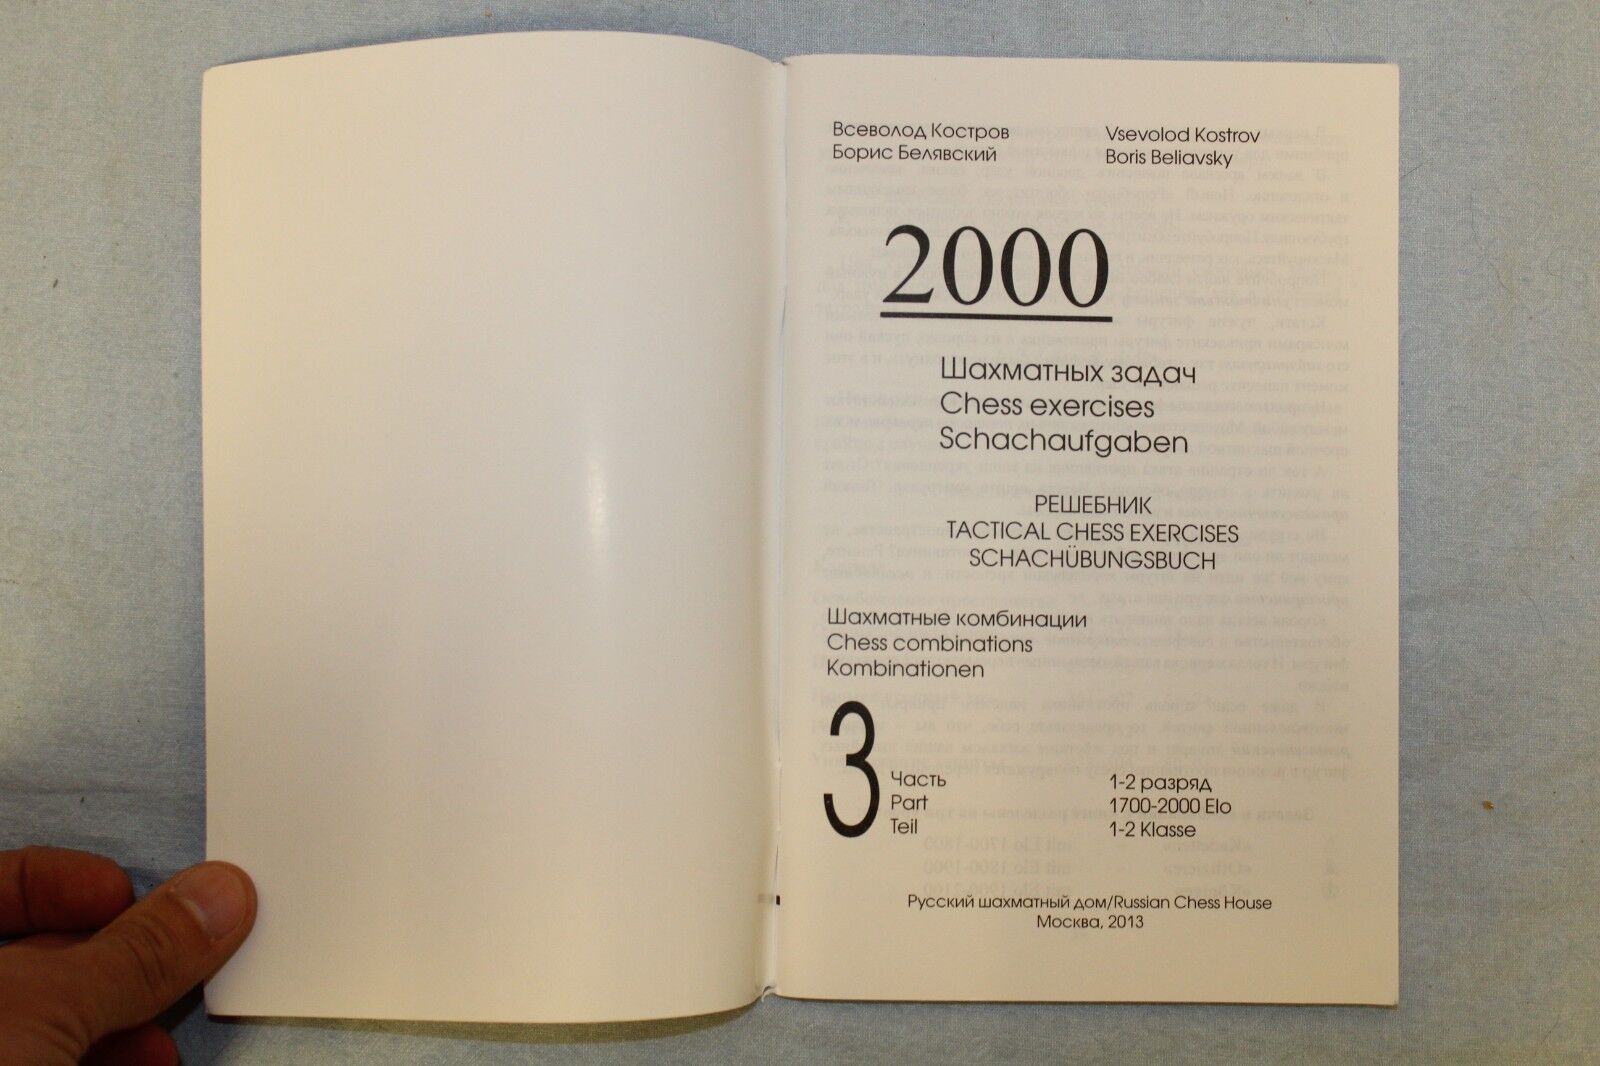 Всеволод Костров
Борис Белявский
Vsevolod Kostrov
Boris Beliavsky
2000
Шахматных задач
Chess exercises
Schachaufgaben
РЕШЕБНИК
TACTICAL CHESS EXERCISES
SCHACHÜBUNGSBUCH
Шахматные комбинации
Chess combinations
Kombinationen
3
Часть
Part
Teil
1-2 разряд
1700-2000 Elo
1-2 Klasse
Русский шахматный дом/Russian Chess House
Москва, 2013